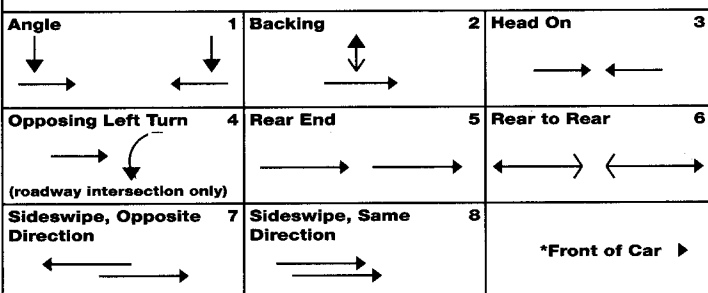 Angle 1
Backing 2
Head On 3
Opposing Left Turn 4
(roadway intersection only)
Rear End 5
Rear to Rear 6
Sideswipe, Opposite 7
Direction
Sideswipe, Same 8
Direction
*Front of Car